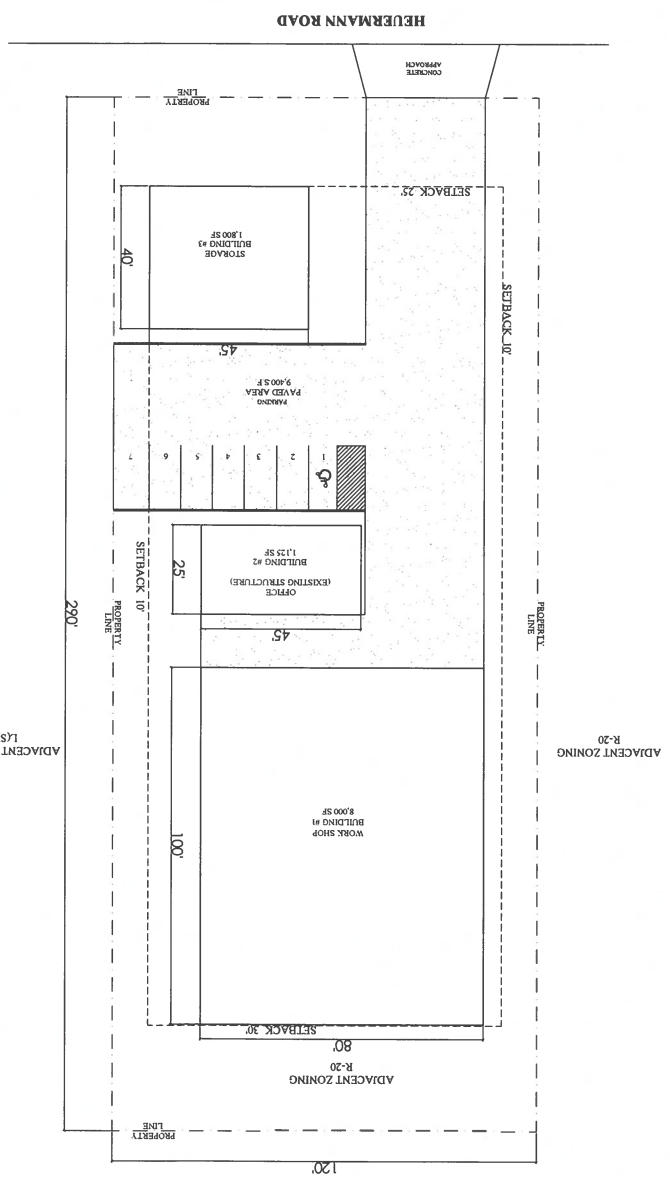 120'
PROPERTY
LINE
ADJACENT ZONING
R-20
80'
SETBACK 30'
100'
WORK SHOP
BUILDING #1
8,000 SF
ADJACENT ZONING
R-20
ADJACENT
45'
PROPERTY
LINE
PROPERTY
LINE
290'
OFFICE
(EXISTING STRUCTURE)
BUILDING #2
1,125 SF
25'
SETBACK 10'
1
2
3
4
5
6
7
PARKING
PAVED AREA
9,400 S.F
45'
SETBACK 10'
STORAGE
BUILDING #3
1,800 SF
40'
SETBACK 25'
PROPERTY
LINE
CONCRETE
APPROACH
HEUERMANN ROAD